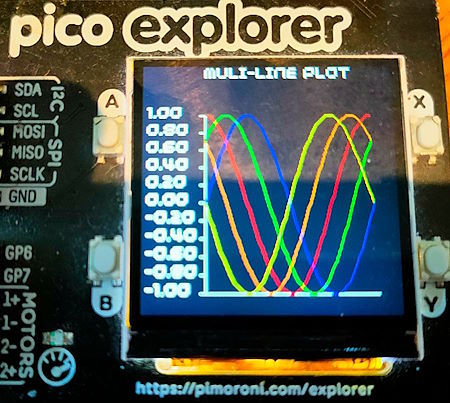 pico explorer
MULI-LINE PLOT
SDA
SCL
I2C
MOSI
MISO
SCLK
SPI
GND
A
X
1.00
0.80
0.60
0.40
0.20
0.00
-0.20
-0.40
-0.60
-0.80
-1.00
GP6
GP7
1+
1-
2-
2+
MOTORS
B
Y
https://pimoroni.com/explorer